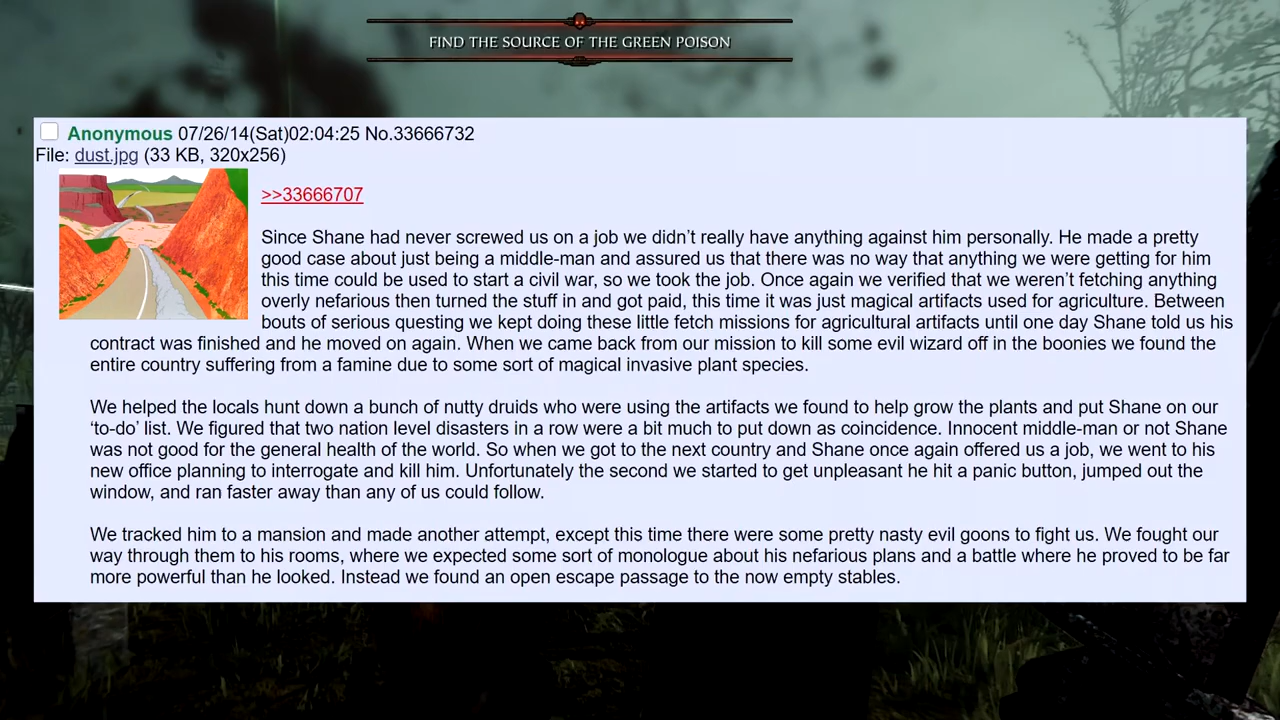 FIND THE SOURCE OF THE GREEN POISON
Anonymous 07/26/14(Sat)02:04:25 No.33666732
File: dust.jpg (33 KB, 320x256)
>>33666707
Since Shane had never screwed us on a job we didn’t really have anything against him personally. He made a pretty
good case about just being a middle-man and assured us that there was no way that anything we were getting for him
this time could be used to start a civil war, so we took the job. Once again we verified that we weren’t fetching anything
overly nefarious then turned the stuff in and got paid, this time it was just magical artifacts used for agriculture. Between
bouts of serious questing we kept doing these little fetch missions for agricultural artifacts until one day Shane told us his
contract was finished and he moved on again. When we came back from our mission to kill some evil wizard off in the boonies we found the
entire country suffering from a famine due to some sort of magical invasive plant species.
We helped the locals hunt down a bunch of nutty druids who were using the artifacts we found to help grow the plants and put Shane on our
‘to-do’ list. We figured that two nation level disasters in a row were a bit much to put down as coincidence. Innocent middle-man or not Shane
was not good for the general health of the world. So when we got to the next country and Shane once again offered us a job, we went to his
new office planning to interrogate and kill him. Unfortunately the second we started to get unpleasant he hit a panic button, jumped out the
window, and ran faster away than any of us could follow.
We tracked him to a mansion and made another attempt, except this time there were some pretty nasty evil goons to fight us. We fought our
way through them to his rooms, where we expected some sort of monologue about his nefarious plans and a battle where he proved to be far
more powerful than he looked. Instead we found an open escape passage to the now empty stables.